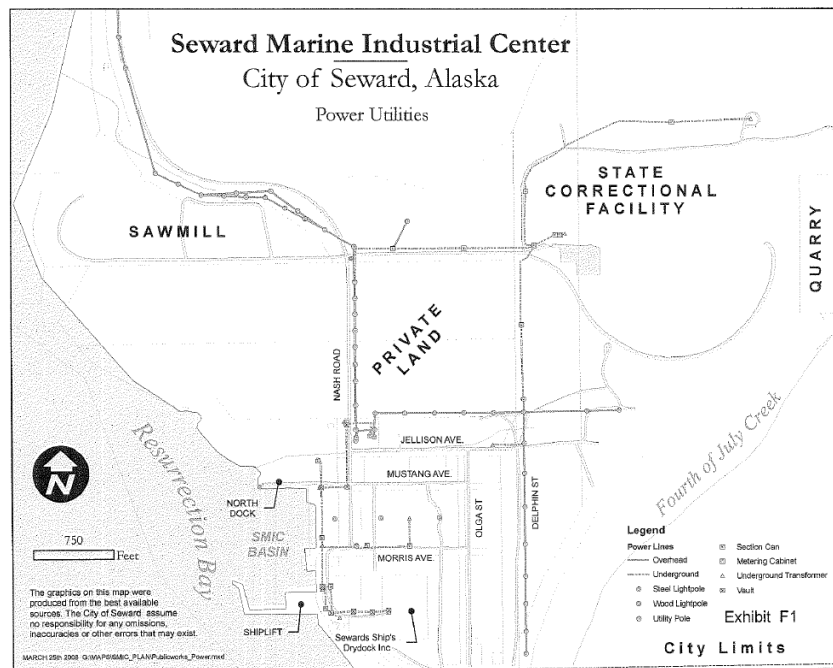 Seward Marine Industrial Center
City of Seward, Alaska
Power Utilities
STATE
CORRECTIONAL
FACILITY
QUARRY
SAWMILL
PRIVATE
LAND
NASH ROAD
JELLISON AVE.
MUSTANG AVE.
Resurrection Bay
NORTH
DOCK
SMIC
BASIN
MORRIS AVE.
OLGA ST
DELPHIN ST
Fourth of July Creek
N
750
Feet
The graphics on this map were
produced from the best available
sources. The City of Seward assume
no responsibility for any omissions,
inaccuracies or other errors that may exist.
SHIPLIFT
Sewards Ship's
Drydock Inc
Legend
Power Lines
Overhead
Underground
Steel Lightpole
Wood Lightpole
Utility Pole
Section Can
Metering Cabinet
Underground Transformer
Vault
Exhibit F1
City Limits
MARCH 25th 2008 G:\MAPS\SMIC_PLAN\Publicworks_Power.mxd